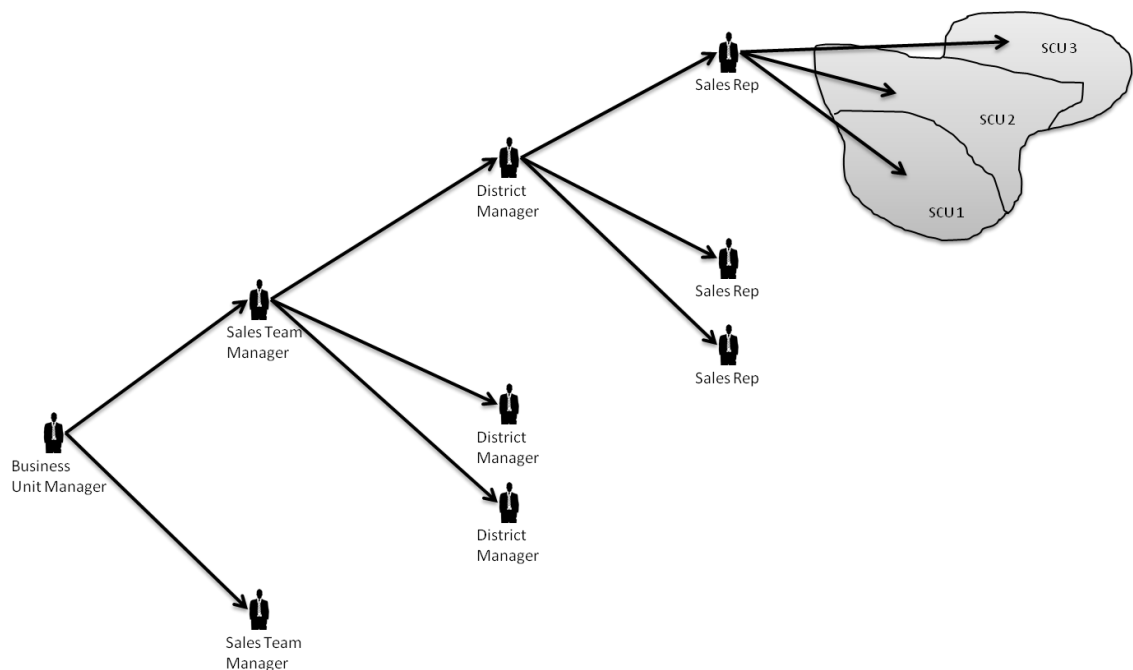 SCU 3
Sales Rep
SCU 2
District
Manager
SCU 1
Sales Rep
Sales Team
Manager
Sales Rep
District
Manager
Business
Unit Manager
District
Manager
Sales Team
Manager